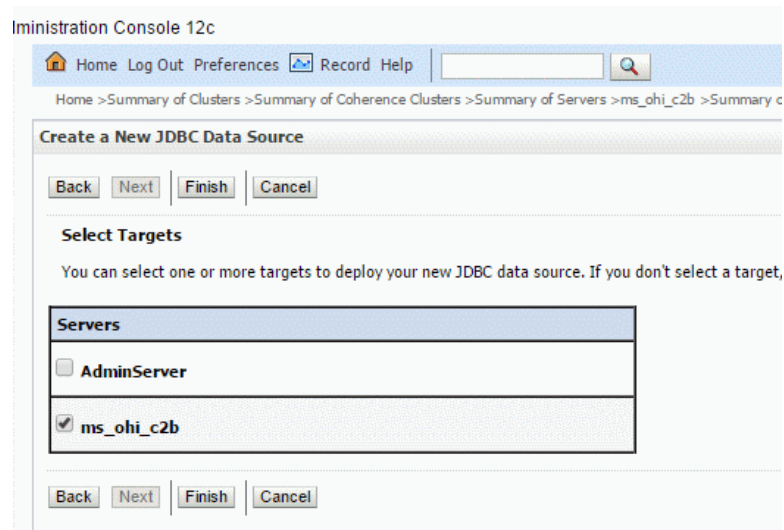 lministration Console 12c
Home Log Out Preferences Record Help
Home >Summary of Clusters >Summary of Coherence Clusters >Summary of Servers >ms_ohi_c2b >Summary
Create a New JDBC Data Source
Back Next Finish Cancel
Select Targets
You can select one or more targets to deploy your new JDBC data source. If you don't select a target,
Servers
AdminServer
ms_ohi_c2b
Back Next Finish Cancel